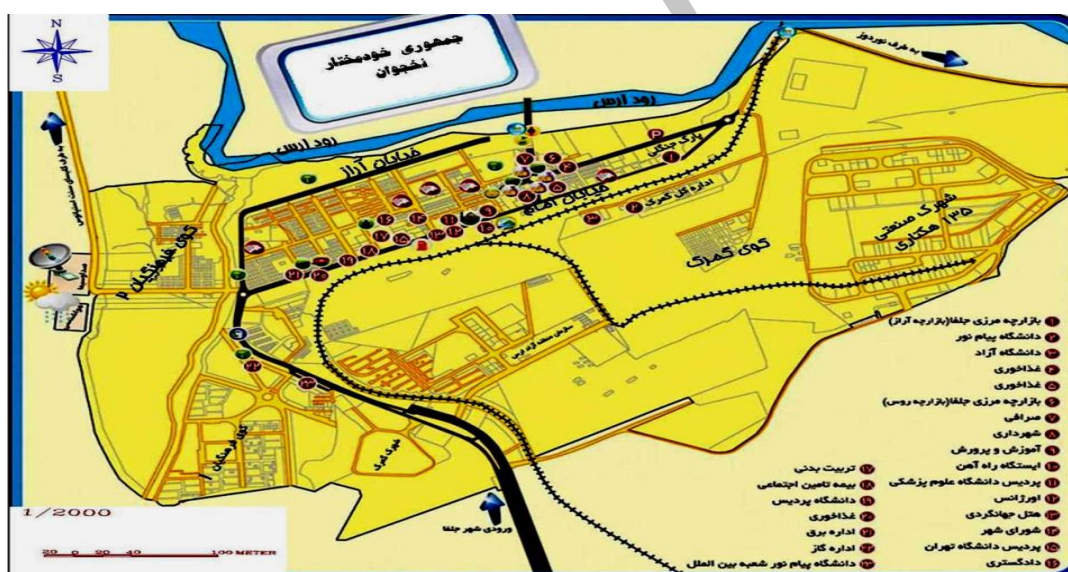 N
S
جمهوری خودمختار
نخجوان
به طرف نوردوز
رود ارس
رود ارس
خیابان آراز
پارک جنگلی
خیابان امام
اداره کل گمرک
کوی گمرک
شهرک صنعتی
۱۳۵ هکتاری
کوی فرهنگیان ۲
سازمان منطقه آزاد ارس
کوی فرهنگیان ۱
ورودی شهر جلفا
P
۱ بازارچه مرزی جلفا(بازارچه آراز)
۲ دانشگاه پیام نور
۳ دانشگاه آزاد
۴ غذاخوری
۵ غذاخوری
۶ بازارچه مرزی جلفا(بازارچه روس)
۷ صرافی
۸ شهرداری
۹ آموزش و پرورش
۱۰ ایستگاه راه آهن
۱۱ پردیس دانشگاه علوم پزشکی
۱۲ اورژانس
۱۳ هتل جهانگردی
۱۴ شورای شهر
۱۵ پردیس دانشگاه تهران
۱۶ دادگستری
۱۷ تربیت بدنی
۱۸ بیمه تامین اجتماعی
۱۹ دانشگاه پردیس
۲۰ غذاخوری
۲۱ اداره برق
۲۲ اداره گاز
۲۳ دانشگاه پیام نور شعبه بین الملل
1/2000
20 0 20 40 100 METER